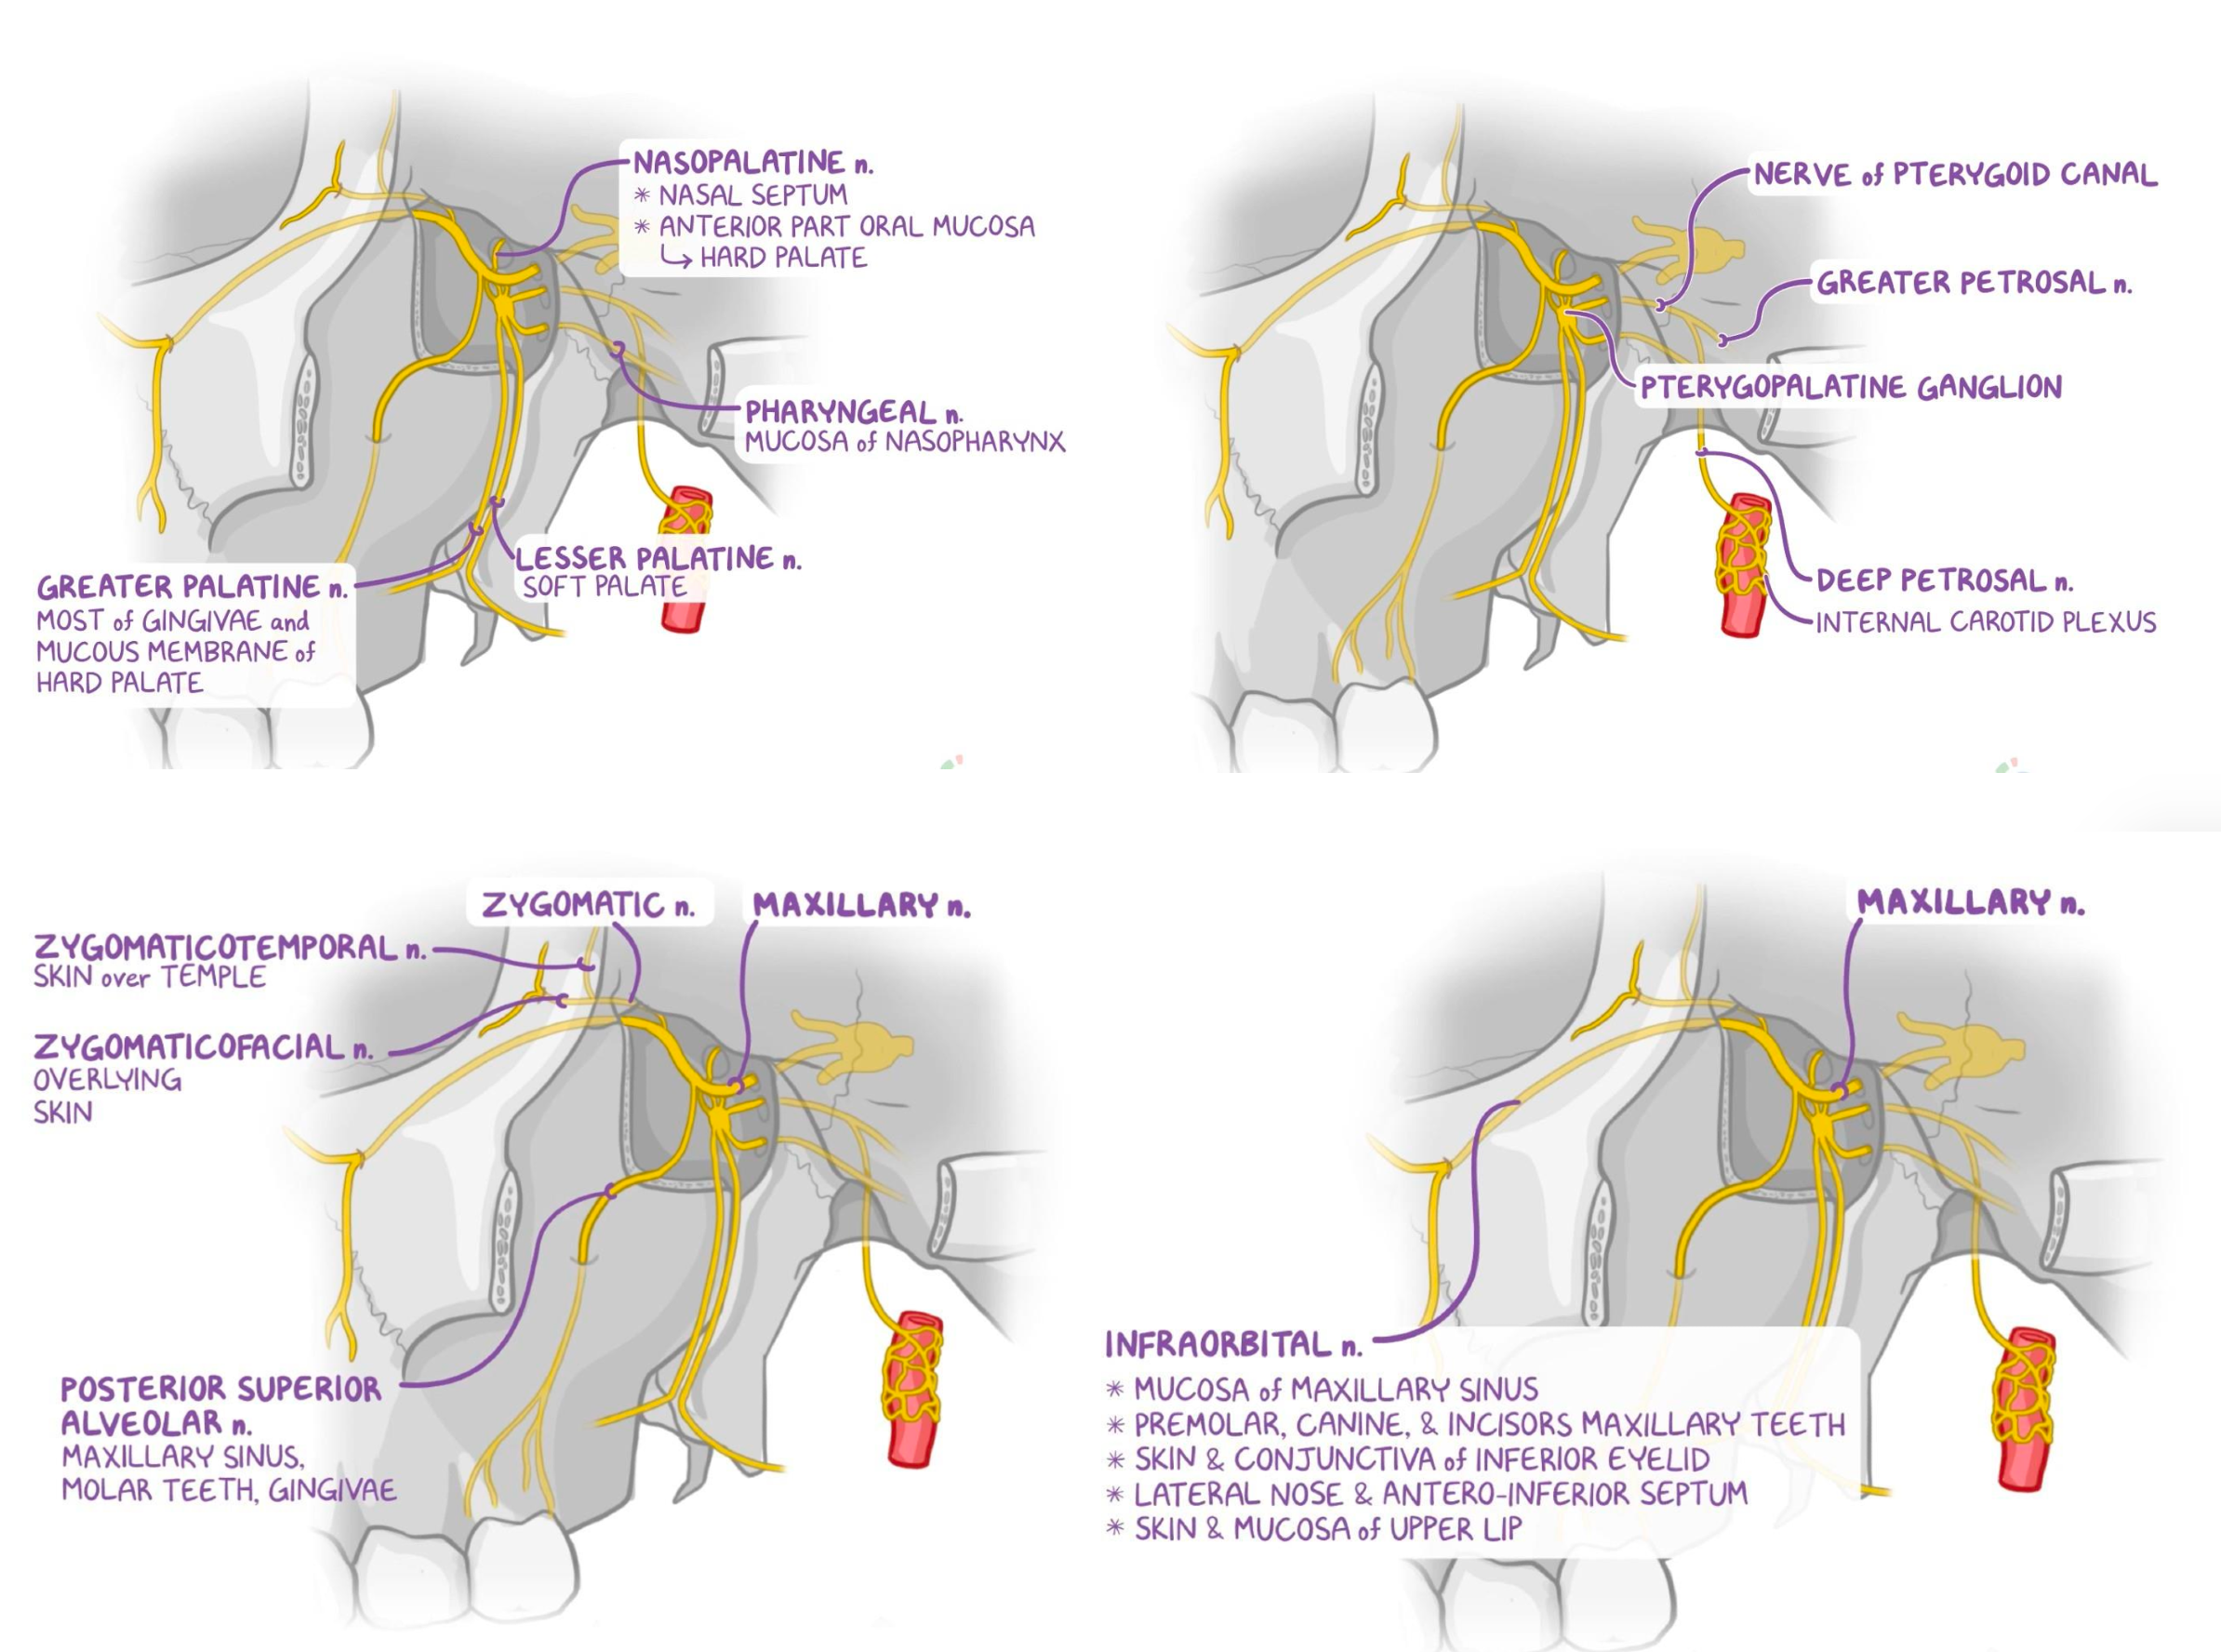 NASOPALATINE n.
* NASAL SEPTUM
* ANTERIOR PART ORAL MUCOSA
↳ HARD PALATE
PHARYNGEAL n.
MUCOSA of NASOPHARYNX
LESSER PALATINE n.
SOFT PALATE
GREATER PALATINE n.
MOST of GINGIVAE and
MUCOUS MEMBRANE of
HARD PALATE
NERVE of PTERYGOID CANAL
GREATER PETROSAL n.
PTERYGOPALATINE GANGLION
DEEP PETROSAL n.
INTERNAL CAROTID PLEXUS
ZYGOMATIC n.
MAXILLARY n.
ZYGOMATICOTEMPORAL n.
SKIN over TEMPLE
ZYGOMATICOFACIAL n.
OVERLYING
SKIN
POSTERIOR SUPERIOR
ALVEOLAR n.
MAXILLARY SINUS,
MOLAR TEETH, GINGIVAE
MAXILLARY n.
INFRAORBITAL n.
* MUCOSA of MAXILLARY SINUS
* PREMOLAR, CANINE, & INCISORS MAXILLARY TEETH
* SKIN & CONJUNCTIVA of INFERIOR EYELID
* LATERAL NOSE & ANTERO-INFERIOR SEPTUM
* SKIN & MUCOSA of UPPER LIP